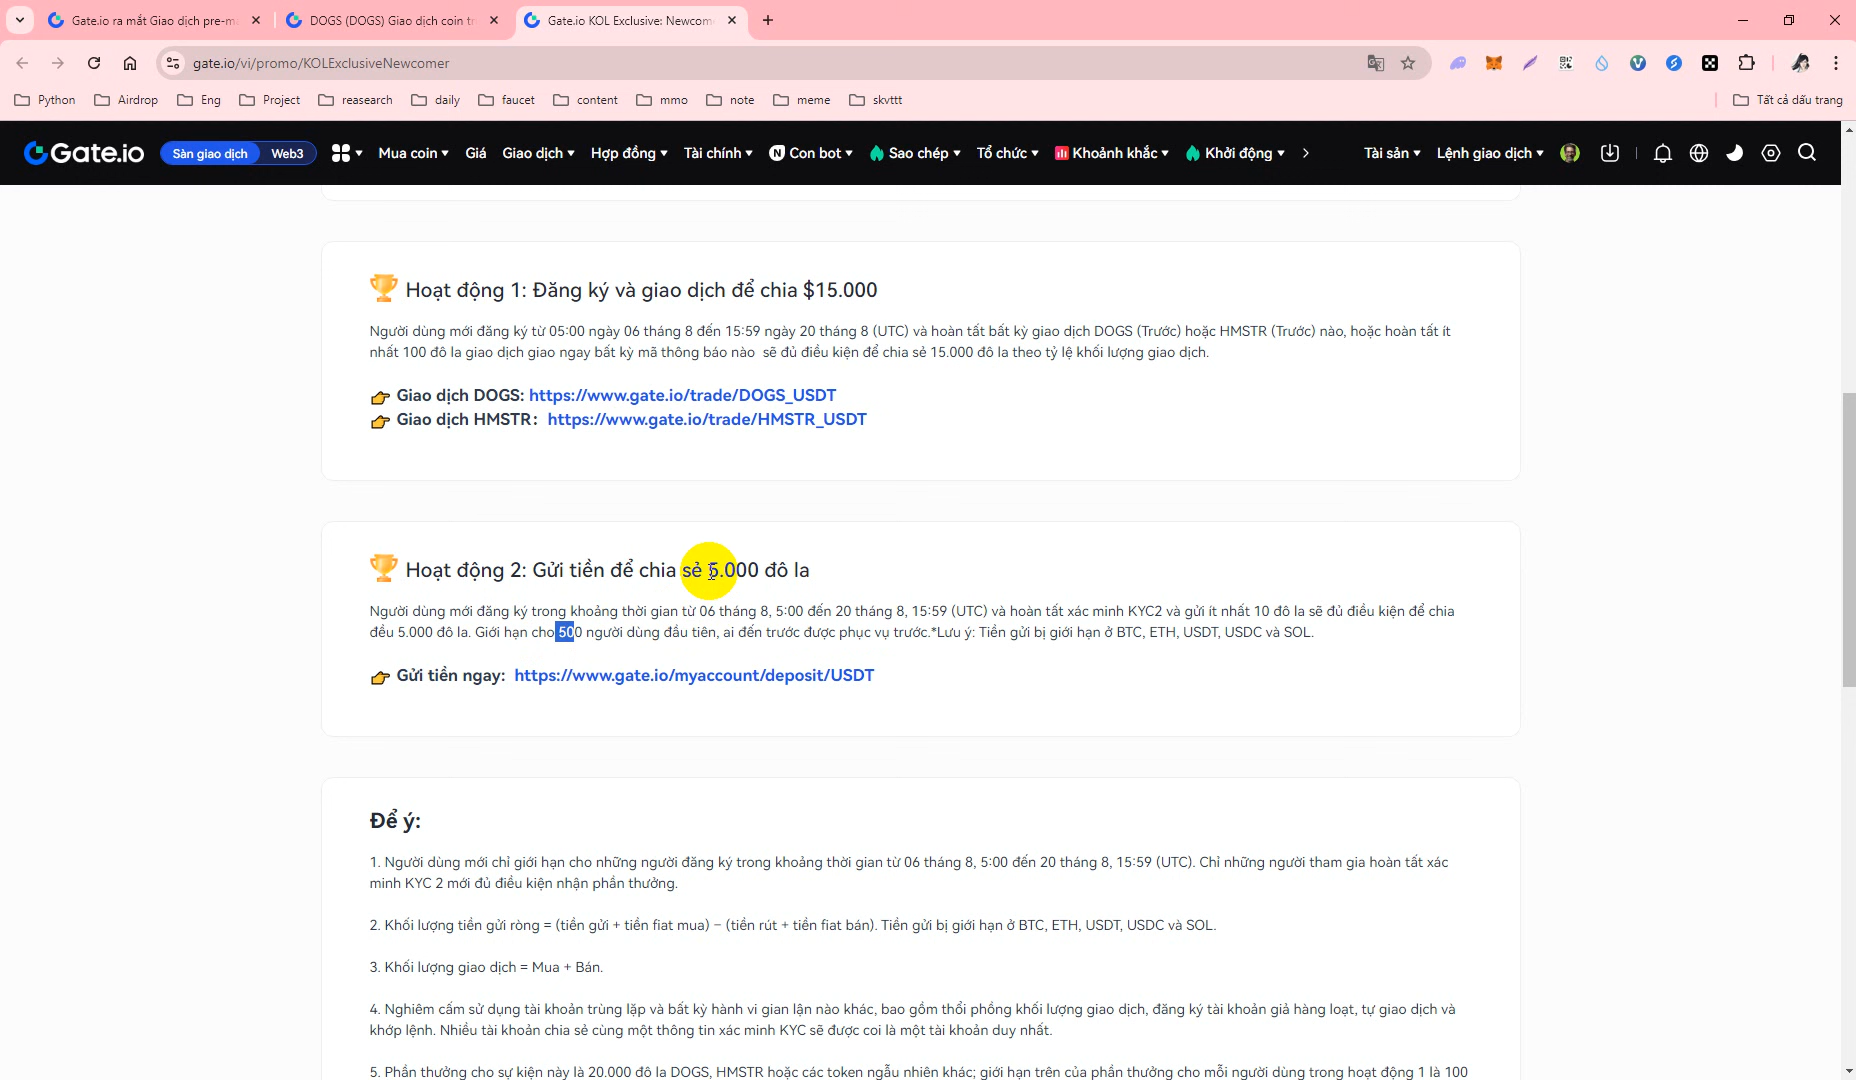 Gate.io ra mắt Giao dịch pre-m
DOGS (DOGS) Giao dịch coin tr
Gate.io KOL Exclusive: Newcom
gate.io/vi/promo/KOLExclusiveNewcomer
Python Airdrop Eng Project reasearch daily faucet content mmo note meme skvttt Tất cả dấu trang
Gate.io Sàn giao dịch Web3 Mua coin Giá Giao dịch Hợp đồng Tài chính Con bot Sao chép Tổ chức Khoảnh khắc Khởi động Tài sản Lệnh giao dịch
Hoạt động 1: Đăng ký và giao dịch để chia $15.000
Người dùng mới đăng ký từ 05:00 ngày 06 tháng 8 đến 15:59 ngày 20 tháng 8 (UTC) và hoàn tất bất kỳ giao dịch DOGS (Trước) hoặc HMSTR (Trước) nào, hoặc hoàn tất ít
nhất 100 đô la giao dịch giao ngay bất kỳ mã thông báo nào sẽ đủ điều kiện để chia sẻ 15.000 đô la theo tỷ lệ khối lượng giao dịch.
👉 Giao dịch DOGS: https://www.gate.io/trade/DOGS_USDT
👉 Giao dịch HMSTR: https://www.gate.io/trade/HMSTR_USDT
Hoạt động 2: Gửi tiền để chia sẻ 5.000 đô la
Người dùng mới đăng ký trong khoảng thời gian từ 06 tháng 8, 5:00 đến 20 tháng 8, 15:59 (UTC) và hoàn tất xác minh KYC2 và gửi ít nhất 10 đô la sẽ đủ điều kiện để chia
đều 5.000 đô la. Giới hạn cho 500 người dùng đầu tiên, ai đến trước được phục vụ trước.*Lưu ý: Tiền gửi bị giới hạn ở BTC, ETH, USDT, USDC và SOL.
👉 Gửi tiền ngay: https://www.gate.io/myaccount/deposit/USDT
Để ý:
1. Người dùng mới chỉ giới hạn cho những người đăng ký trong khoảng thời gian từ 06 tháng 8, 5:00 đến 20 tháng 8, 15:59 (UTC). Chỉ những người tham gia hoàn tất xác
minh KYC 2 mới đủ điều kiện nhận phần thưởng.
2. Khối lượng tiền gửi ròng = (tiền gửi + tiền fiat mua) – (tiền rút + tiền fiat bán). Tiền gửi bị giới hạn ở BTC, ETH, USDT, USDC và SOL.
3. Khối lượng giao dịch = Mua + Bán.
4. Nghiêm cấm sử dụng tài khoản trùng lặp và bất kỳ hành vi gian lận nào khác, bao gồm thổi phồng khối lượng giao dịch, đăng ký tài khoản giả hàng loạt, tự giao dịch và
khớp lệnh. Nhiều tài khoản chia sẻ cùng một thông tin xác minh KYC sẽ được coi là một tài khoản duy nhất.
5. Phần thưởng cho sự kiện này là 20.000 đô la DOGS, HMSTR hoặc các token ngẫu nhiên khác; giới hạn trên của phần thưởng cho mỗi người dùng trong hoạt động 1 là 100